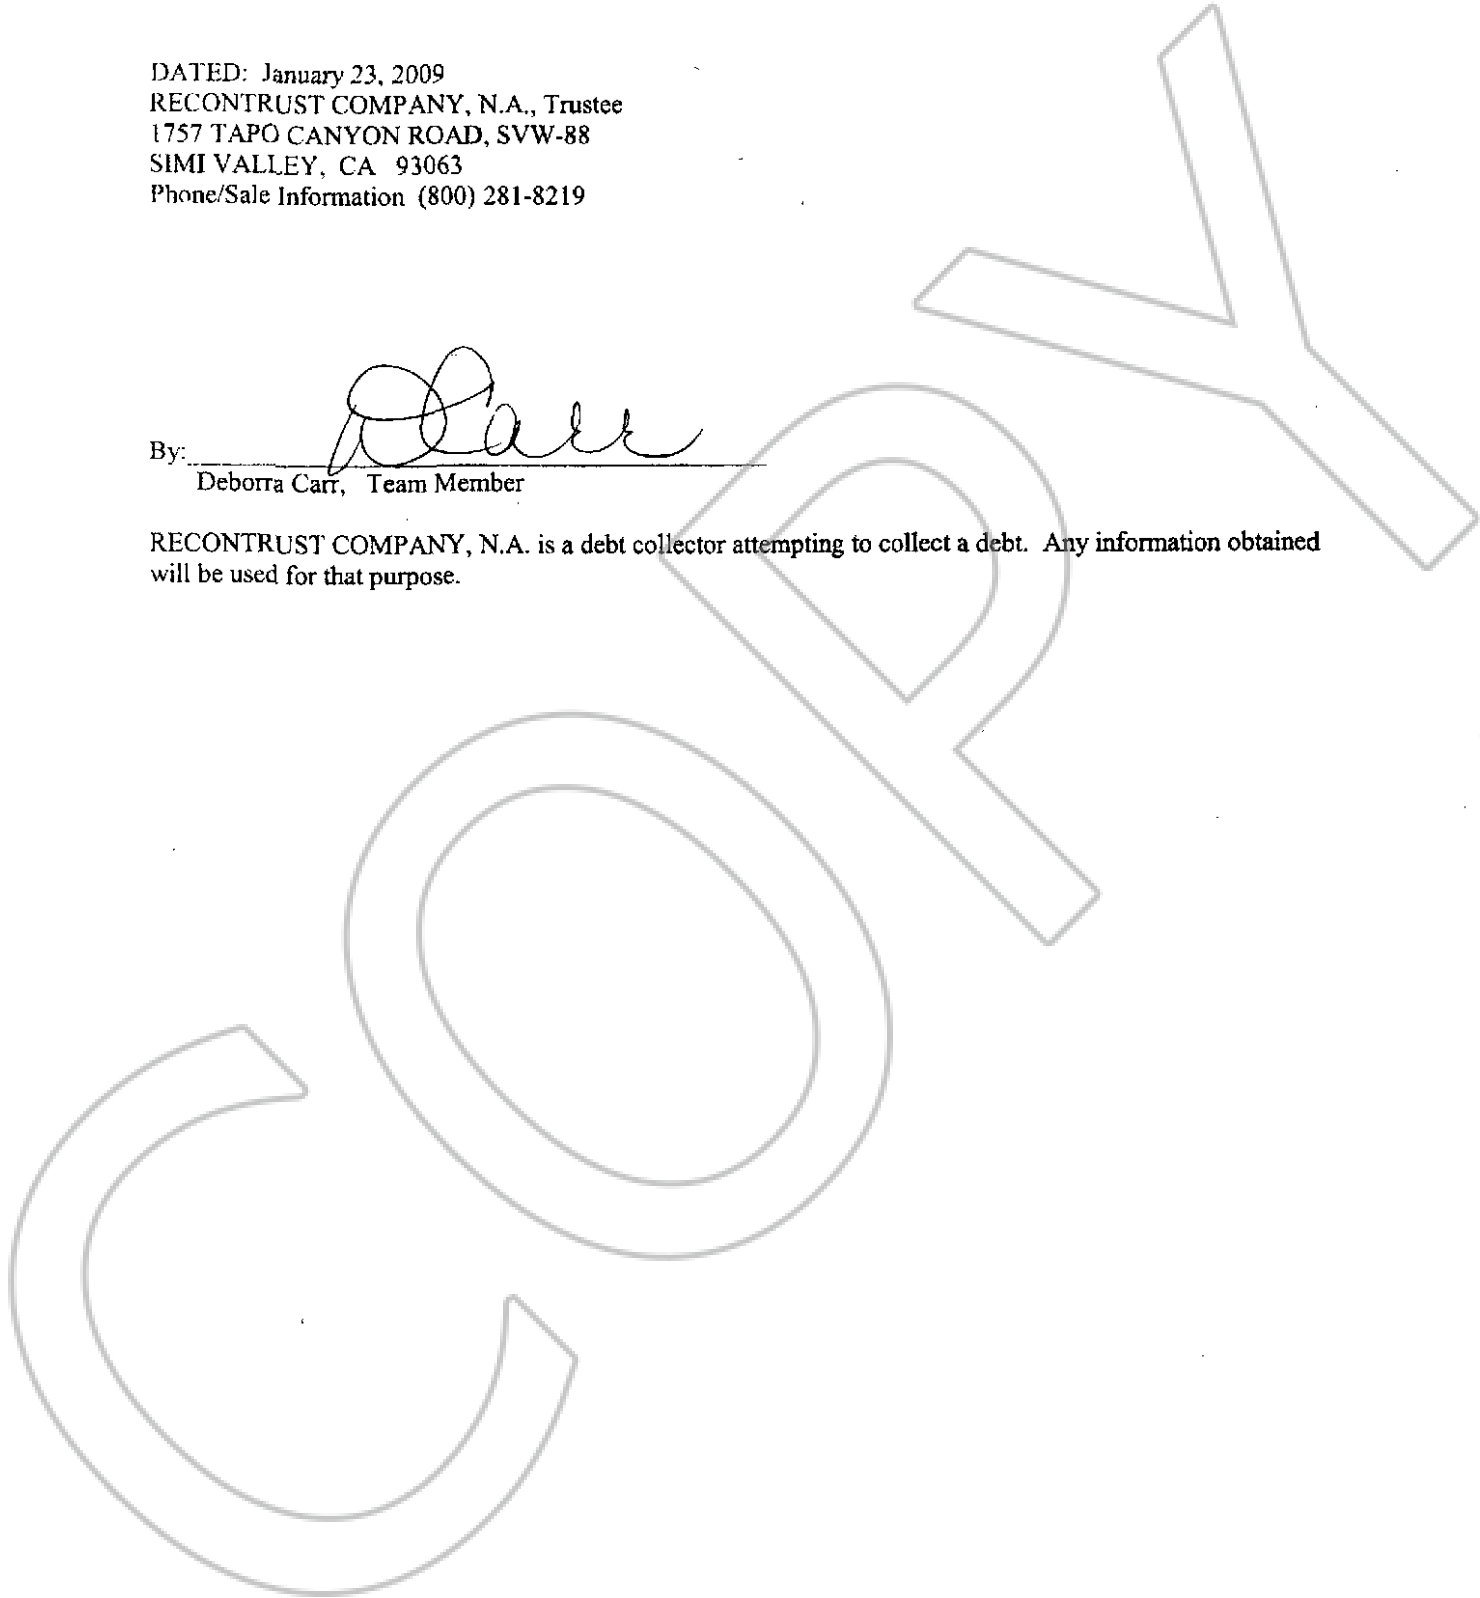 DATED: January 23, 2009
RECONTRUST COMPANY, N.A., Trustee
1757 TAPO CANYON ROAD, SVW-88
SIMI VALLEY, CA 93063
Phone/Sale Information (800) 281-8219
By: D Carr
Deborra Carr, Team Member
RECONTRUST COMPANY, N.A. is a debt collector attempting to collect a debt. Any information obtained
will be used for that purpose.
COPY